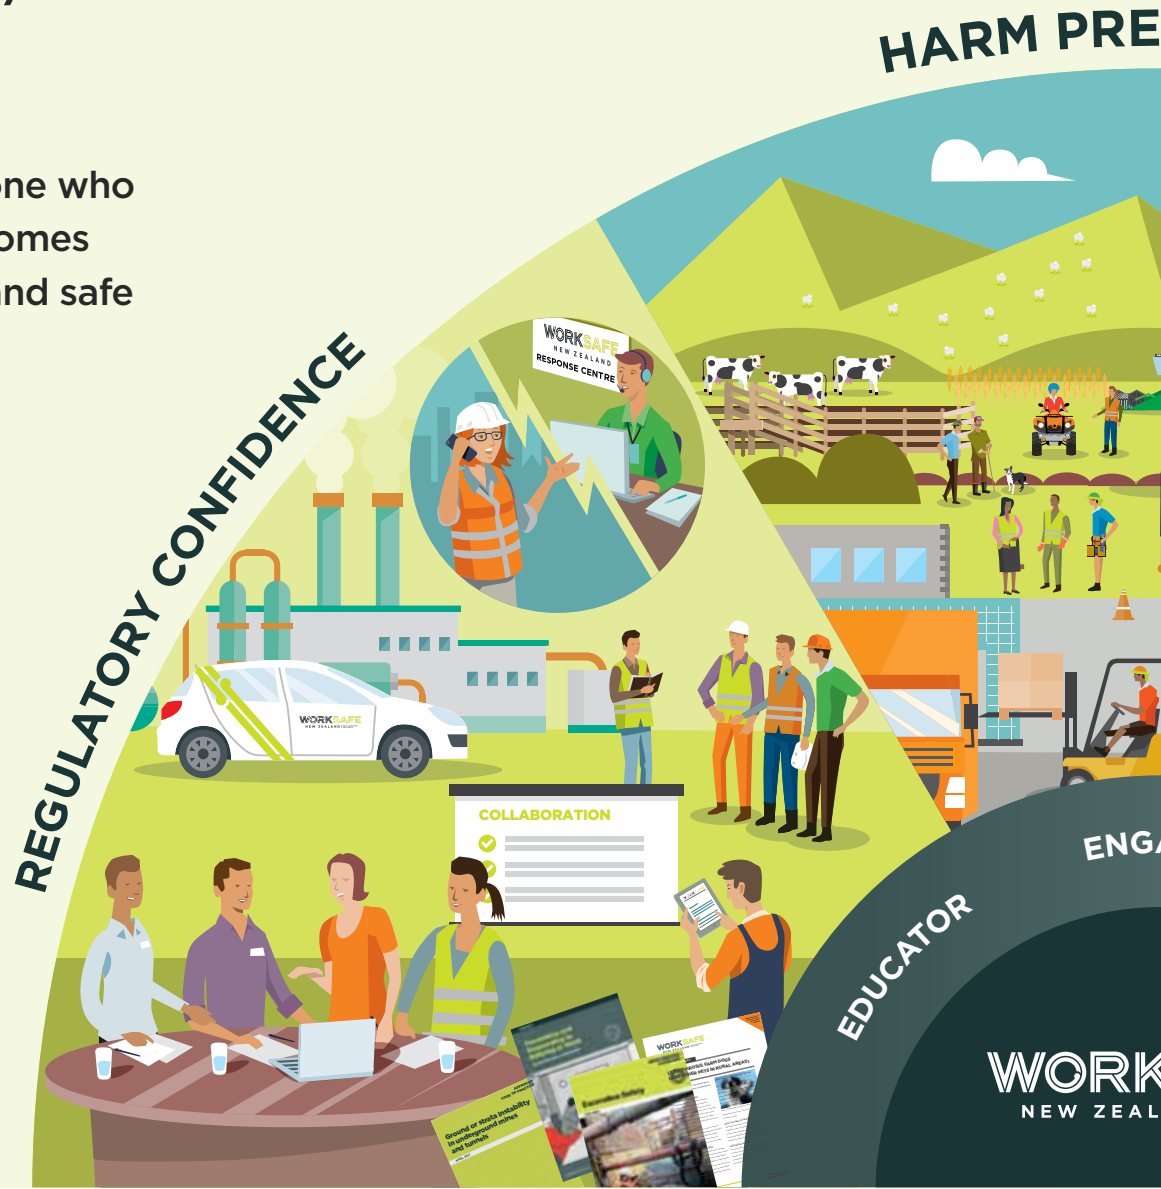 HARM PRE
one who
omes
and safe
REGULATORY CONFIDENCE
WORKSAFE
NEW ZEALAND
RESPONSE CENTRE
WORKSAFE
NEW ZEALAND
COLLABORATION
ENGA
EDUCATOR
WORKSAFE
Excavation Safety
Ground or strata instability
in underground mines
and tunnels
WORK
NEW ZEAL